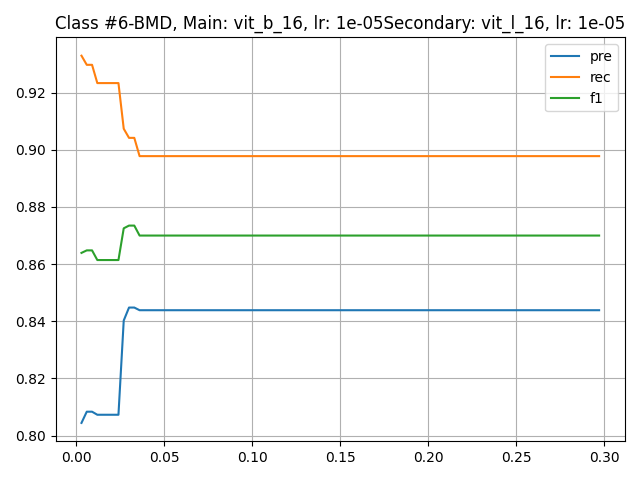 Class #6-BMD, Main: vit_b_16, lr: 1e-05Secondary: vit_l_16, lr: 1e-05
pre
rec
f1
0.92
0.90
0.88
0.86
0.84
0.82
0.80
0.00 0.05 0.10 0.15 0.20 0.25 0.30